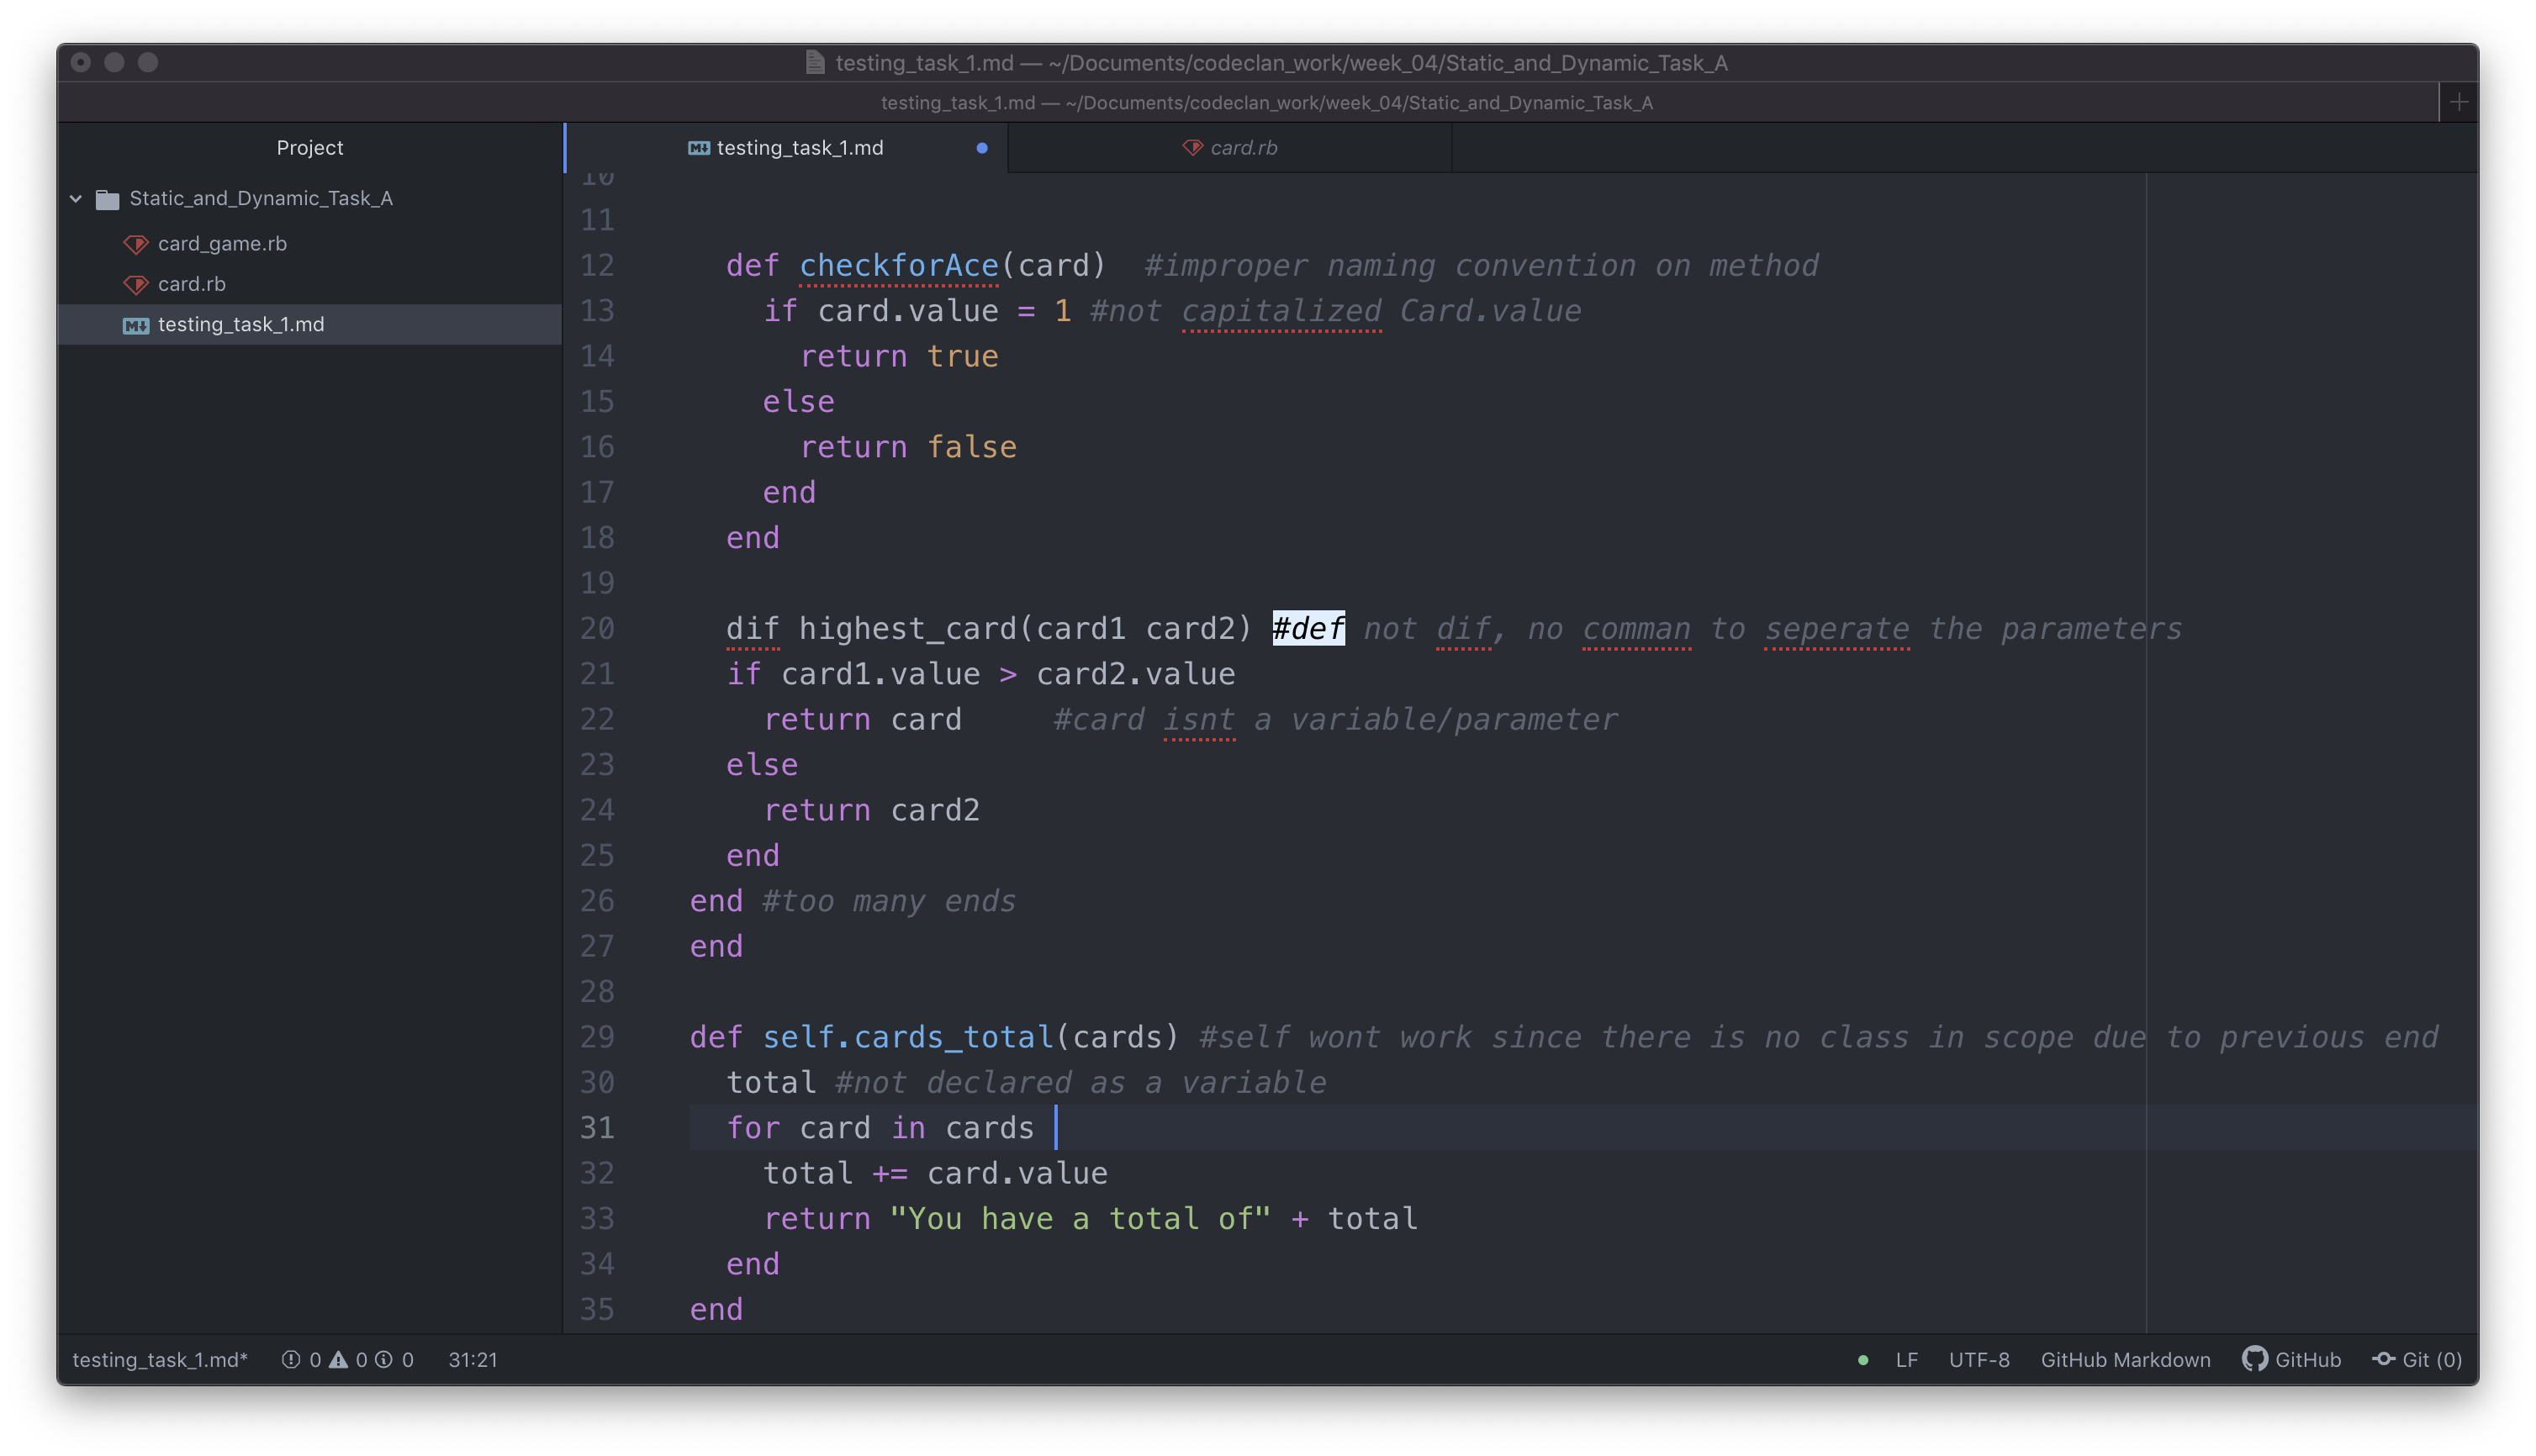 testing_task_1.md — ~/Documents/codeclan_work/week_04/Static_and_Dynamic_Task_A
testing_task_1.md — ~/Documents/codeclan_work/week_04/Static_and_Dynamic_Task_A
Project
Static_and_Dynamic_Task_A
card_game.rb
card.rb
testing_task_1.md
testing_task_1.md
card.rb
10
11
12 def checkforAce(card) #improper naming convention on method
13 if card.value = 1 #not capitalized Card.value
14 return true
15 else
16 return false
17 end
18 end
19
20 dif highest_card(card1 card2) #def not dif, no comman to seperate the parameters
21 if card1.value > card2.value
22 return card #card isnt a variable/parameter
23 else
24 return card2
25 end
26 end #too many ends
27 end
28
29 def self.cards_total(cards) #self wont work since there is no class in scope due to previous end
30 total #not declared as a variable
31 for card in cards
32 total += card.value
33 return "You have a total of" + total
34 end
35 end
testing_task_1.md* 0 0 0 31:21 LF UTF-8 GitHub Markdown GitHub Git (0)